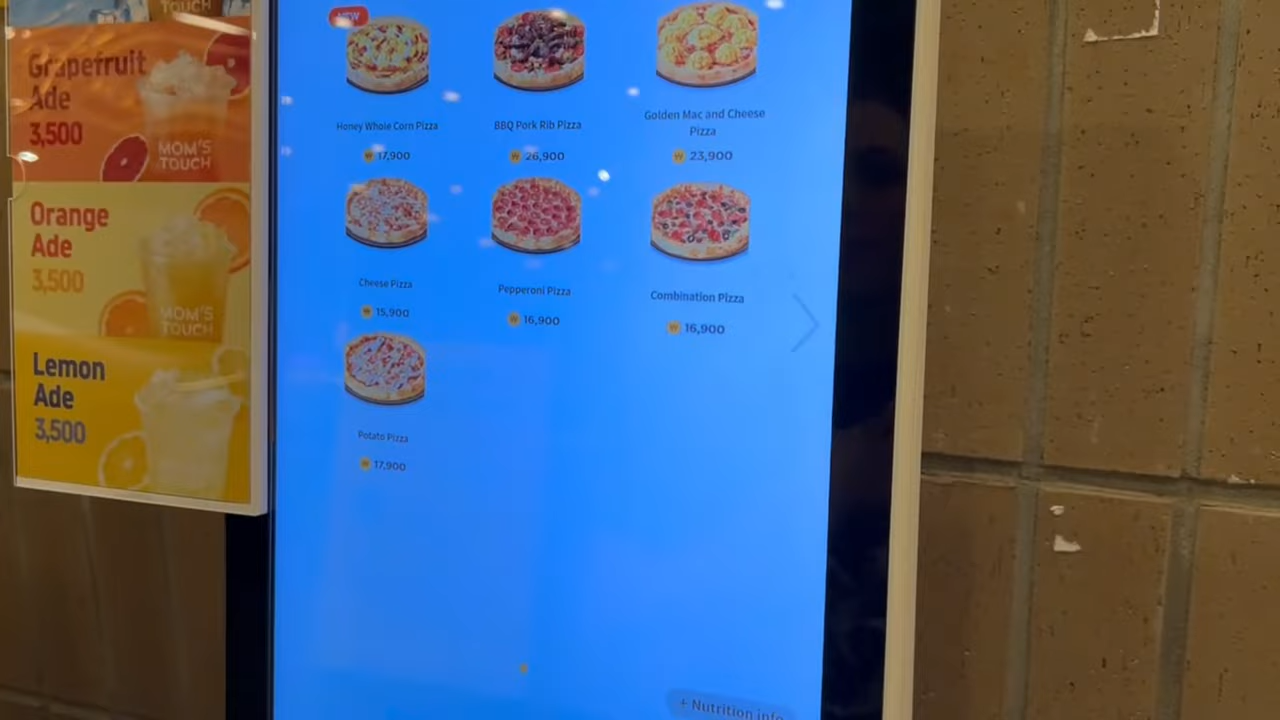 TOUCH
Grapefruit
Ade
3,500
MOM'S
TOUCH
Orange
Ade
3,500
MOM'S
TOUCH
Lemon
Ade
3,500
NEW
Honey Whole Corn Pizza
₩ 17,900
BBQ Pork Rib Pizza
₩ 26,900
Golden Mac and Cheese
Pizza
₩ 23,900
Cheese Pizza
₩ 15,900
Pepperoni Pizza
₩ 16,900
Combination Pizza
₩ 16,900
Potato Pizza
₩ 17,900
+ Nutrition info